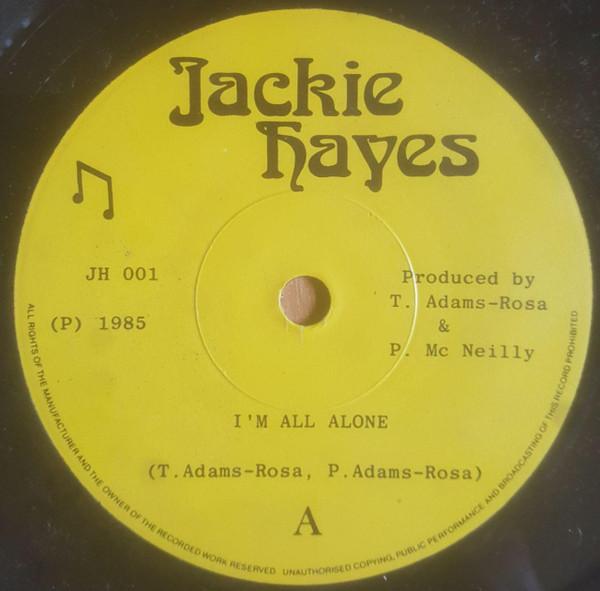 Jackie
Hayes
JH 001
(P) 1985
Produced by
T. Adams-Rosa
&
P. Mc Neilly
I'M ALL ALONE
(T.Adams-Rosa, P.Adams-Rosa)
A
ALL RIGHTS OF THE MANUFACTURER AND THE OWNER OF THE RECORDED WORK RESERVED. UNAUTHORISED COPYING, PUBLIC PERFORMANCE AND BROADCASTING OF THIS RECORD PROHIBITED